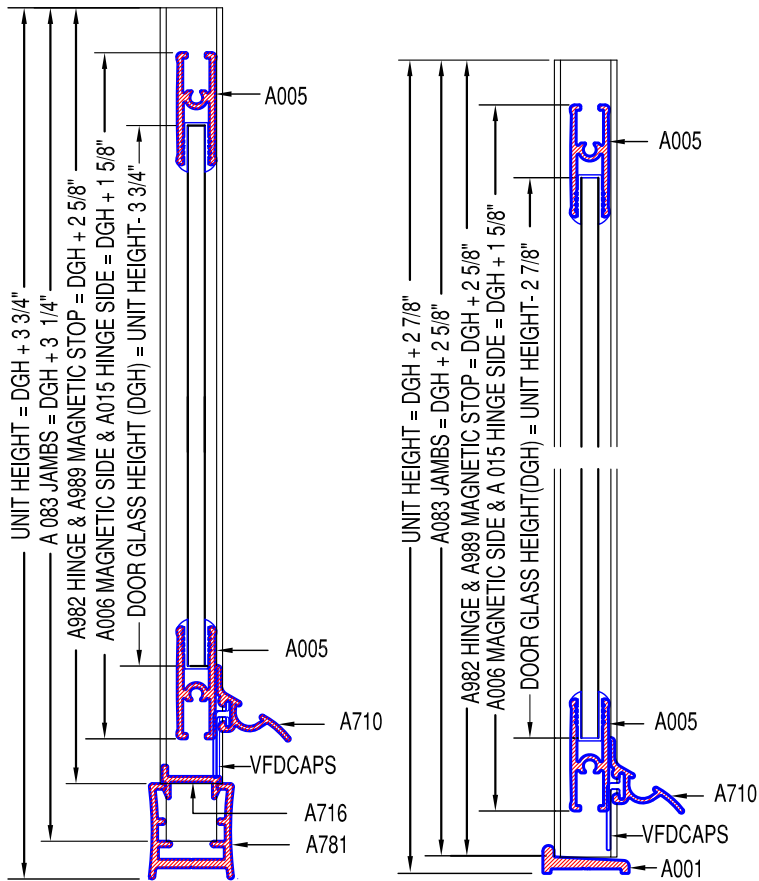 UNIT HEIGHT = DGH + 3 3/4"
A 083 JAMBS = DGH + 3 1/4"
A982 HINGE & A989 MAGNETIC STOP = DGH + 2 5/8"
A006 MAGNETIC SIDE & A015 HINGE SIDE = DGH + 1 5/8"
DOOR GLASS HEIGHT (DGH) = UNIT HEIGHT- 3 3/4"
A005
A005
A710
VFDCAPS
A716
A781
UNIT HEIGHT = DGH + 2 7/8"
A083 JAMBS = DGH + 2 5/8"
A982 HINGE & A989 MAGNETIC STOP = DGH + 2 5/8"
A006 MAGNETIC SIDE & A 015 HINGE SIDE = DGH + 1 5/8"
DOOR GLASS HEIGHT(DGH) = UNIT HEIGHT- 2 7/8"
A005
A005
A710
VFDCAPS
A001